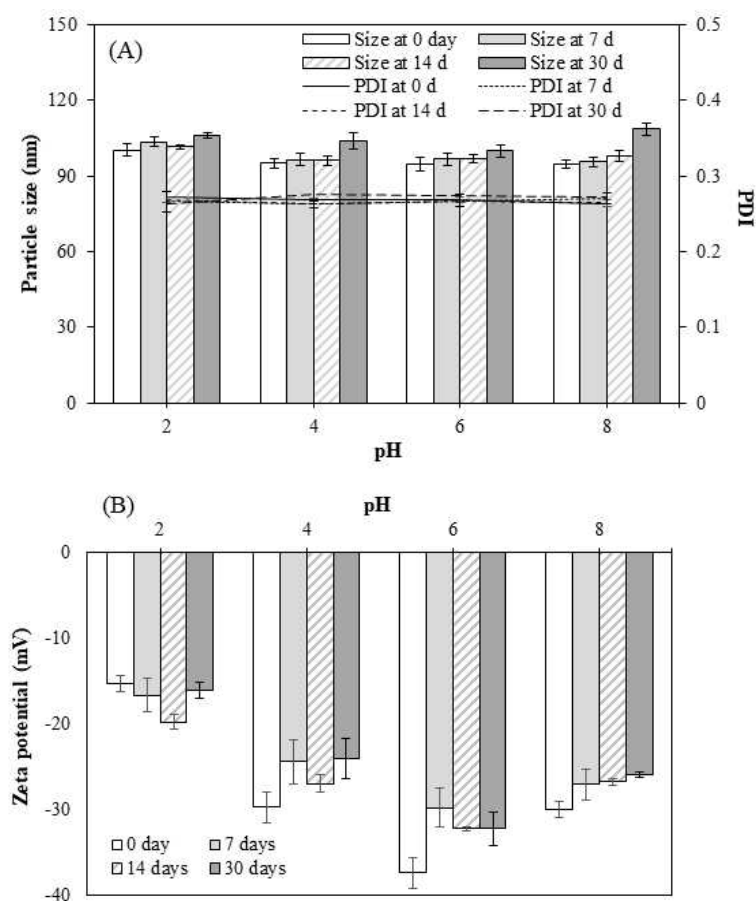 (A)
Size at 0 day Size at 7 d
Size at 14 d Size at 30 d
PDI at 0 d PDI at 7 d
PDI at 14 d PDI at 30 d
150
120
90
60
30
0
Particle size (nm)
0.5
0.4
0.3
0.2
0.1
0
PDI
2 4 6 8
pH
(B)
pH
2 4 6 8
0
-10
-20
-30
-40
Zeta potential (mV)
0 day 7 days
14 days 30 days